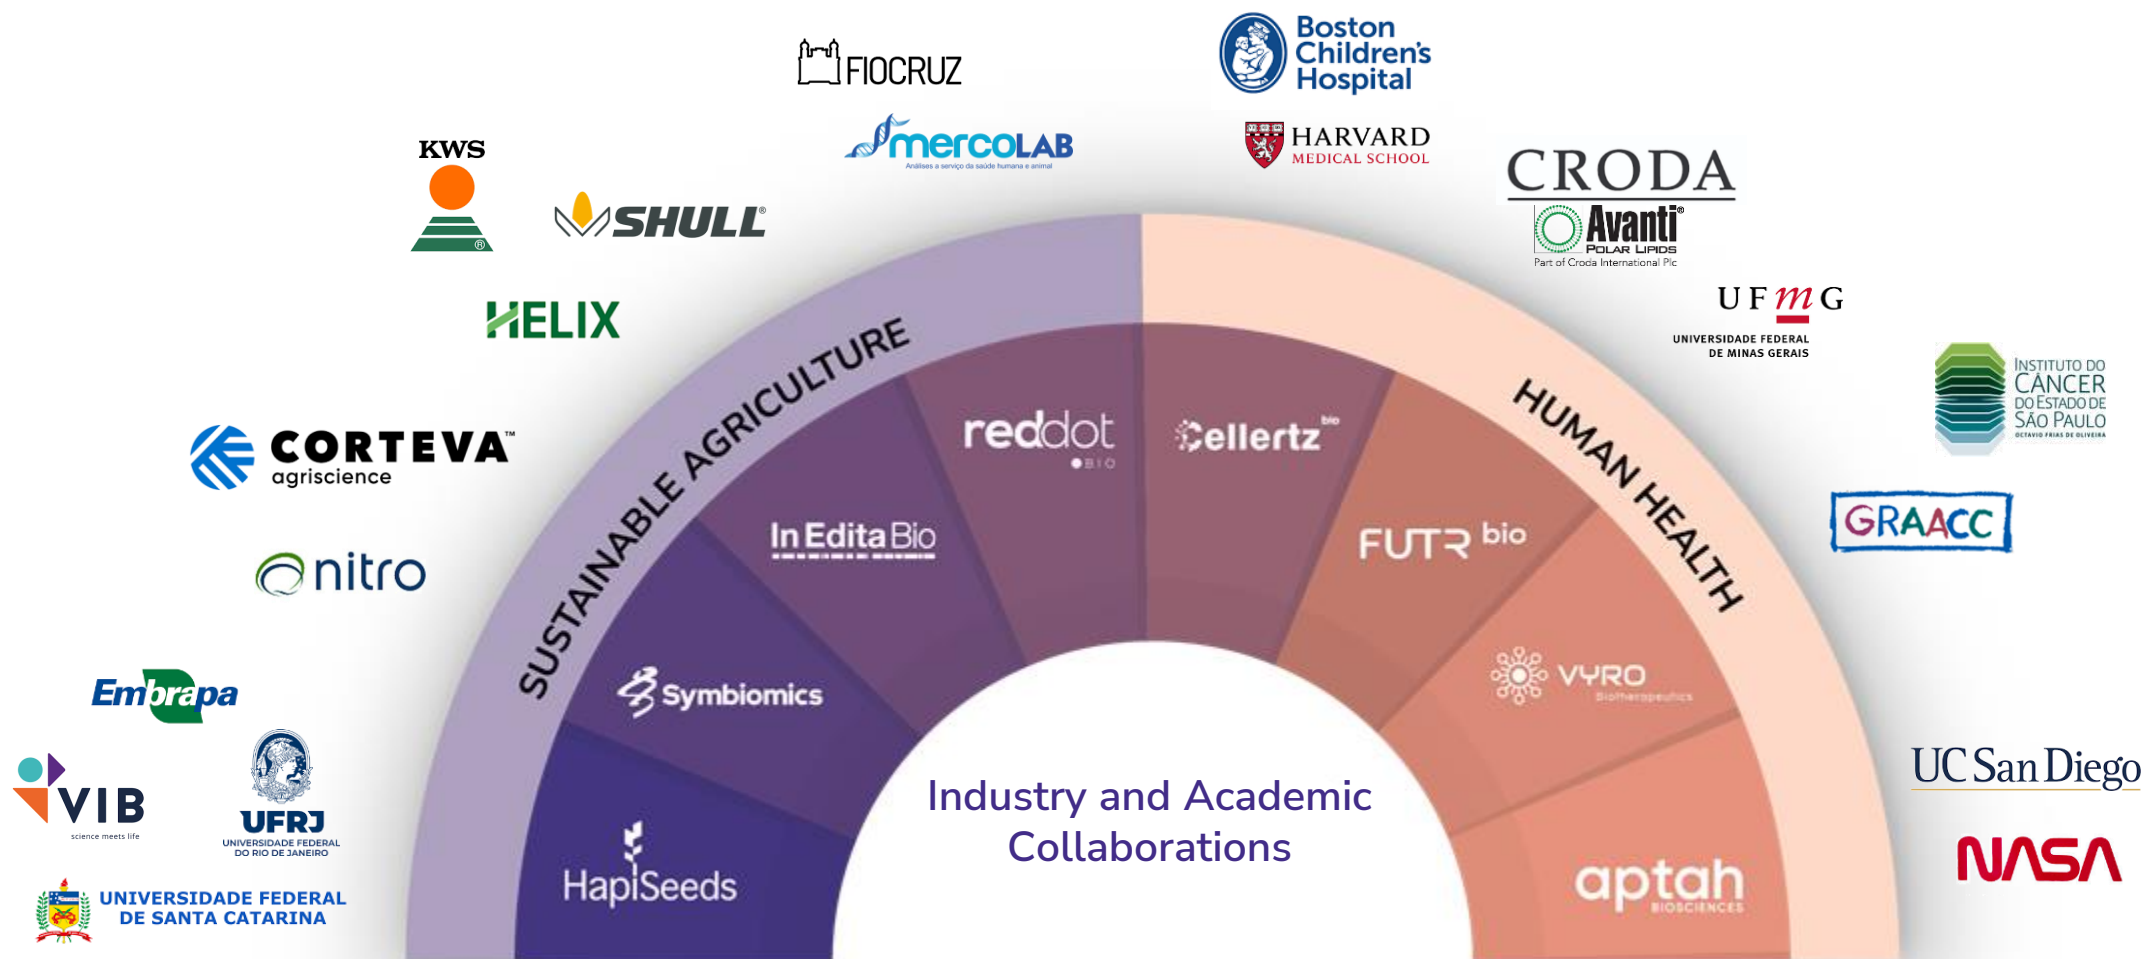 FIOCRUZ
mercoLAB
Análises a serviço da saúde humana e animal
Boston
Children's
Hospital
HARVARD
MEDICAL SCHOOL
KWS
®
SHULL®
HELIX
CRODA
Avanti®
POLAR LIPIDS
Part of Croda International Plc
UFmG
UNIVERSIDADE FEDERAL
DE MINAS GERAIS
INSTITUTO DO
CÂNCER
DO ESTADO DE
SÃO PAULO
OCTAVIO FRIAS DE OLIVEIRA
GRAACC
CORTEVA™
agriscience
nitro
Embrapa
VIB
science meets life
UFRJ
UNIVERSIDADE FEDERAL
DO RIO DE JANEIRO
UNIVERSIDADE FEDERAL
DE SANTA CATARINA
UC San Diego
NASA
SUSTAINABLE AGRICULTURE
HUMAN HEALTH
HapiSeeds
Symbiomics
In Edita Bio
reddot
BIO
Cellertz bio
FUTR bio
VYRO
Biotherapeutics
aptah
BIOSCIENCES
Industry and Academic
Collaborations